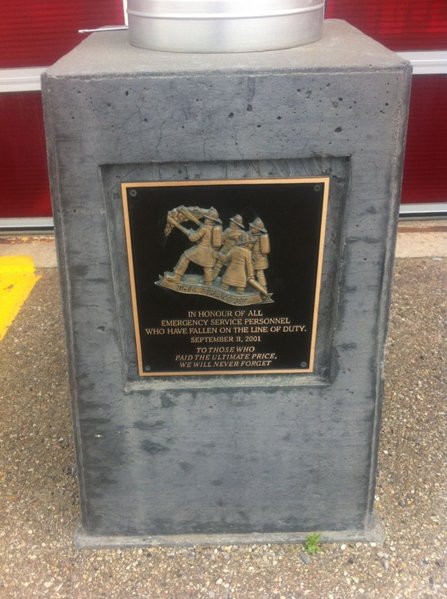 IN HONOUR OF ALL
EMERGENCY SERVICE PERSONNEL
WHO HAVE FALLEN ON THE LINE OF DUTY.
SEPTEMBER 11, 2001
TO THOSE WHO
PAID THE ULTIMATE PRICE,
WE WILL NEVER FORGET